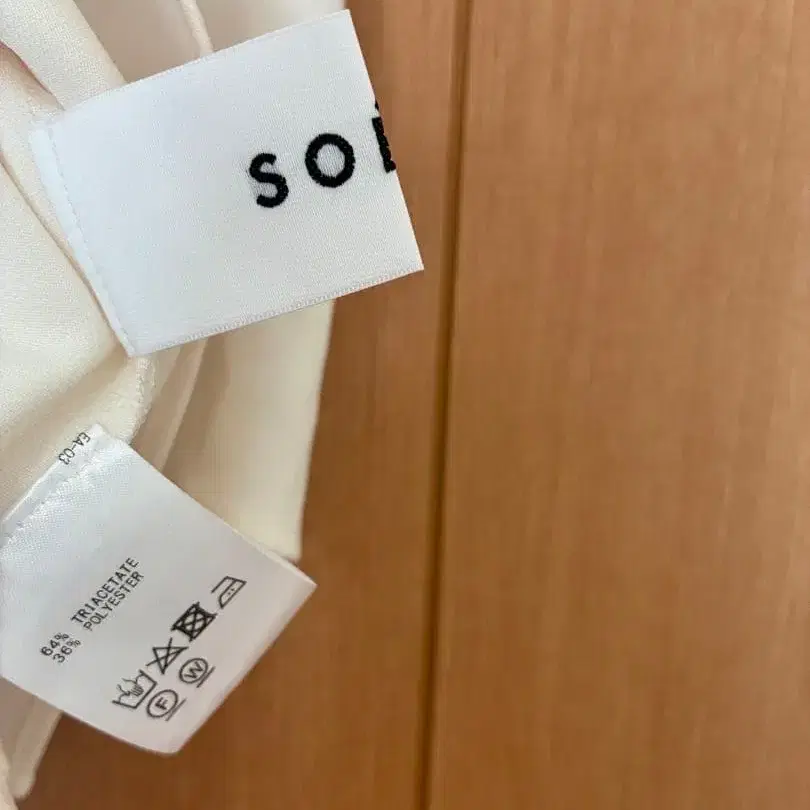 SO
EA-03
64% TRIACETATE
36% POLYESTER
F W